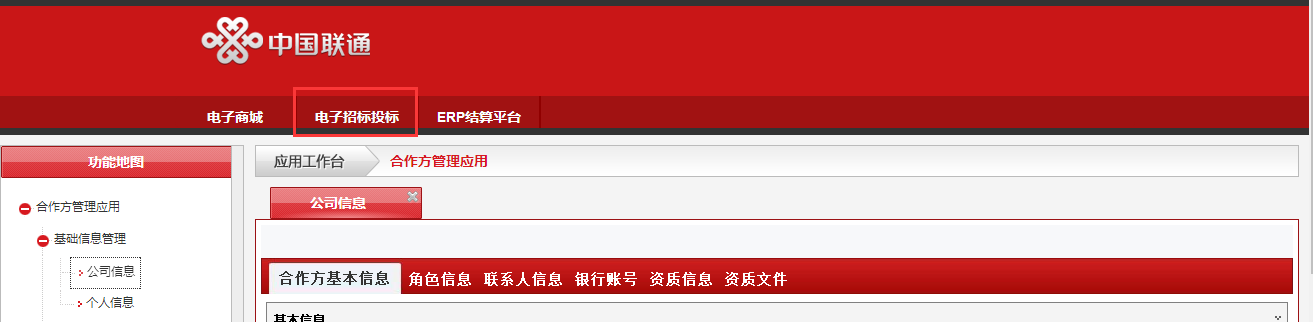 中国联通
电子商城 电子招标投标 ERP结算平台
功能地图
应用工作台 合作方管理应用
公司信息
合作方管理应用
基础信息管理
公司信息
个人信息
合作方基本信息 角色信息 联系人信息 银行账号 资质信息 资质文件
基本信息